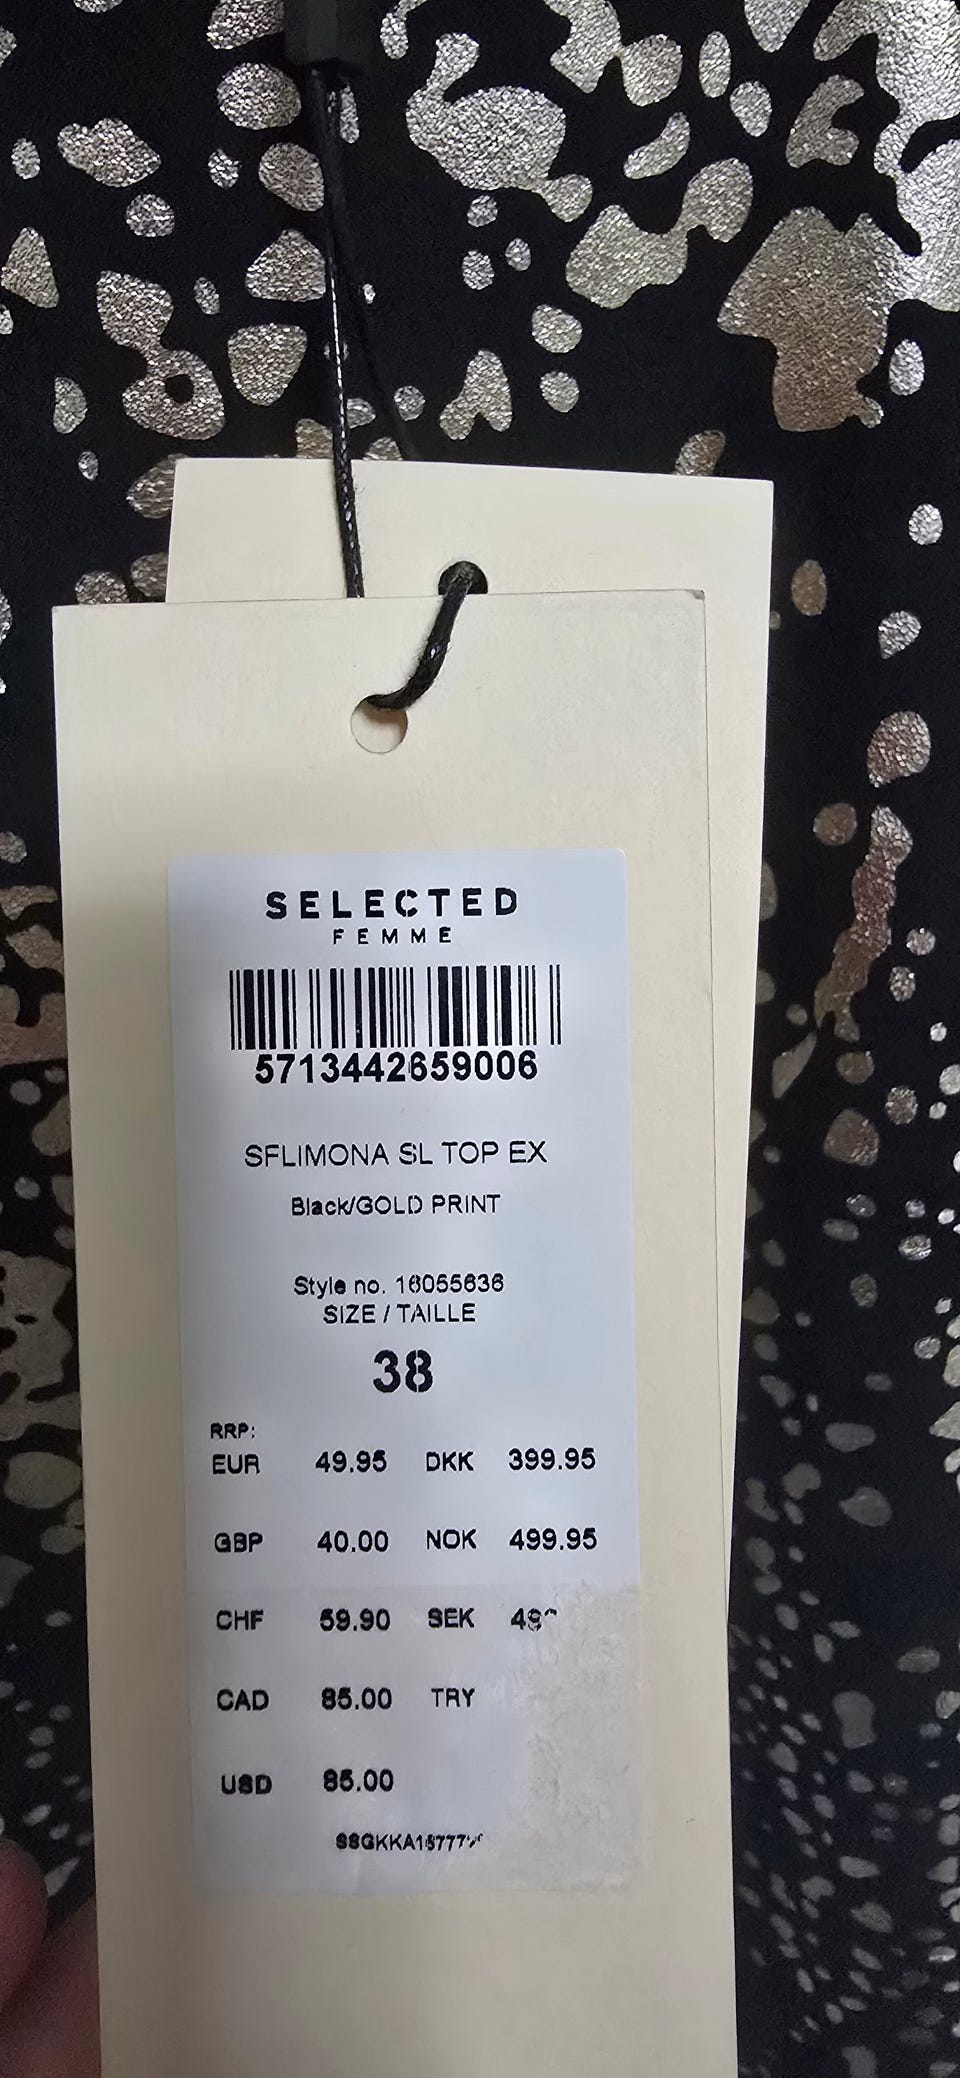 SELECTED
FEMME
5713442659006
SFLIMONA SL TOP EX
Black/GOLD PRINT
Style no. 16055636
SIZE / TAILLE
38
RRP:
EUR 49.95 DKK 399.95
GBP 40.00 NOK 499.95
CHF 59.90 SEK
CAD 85.00 TRY
USD 85.00